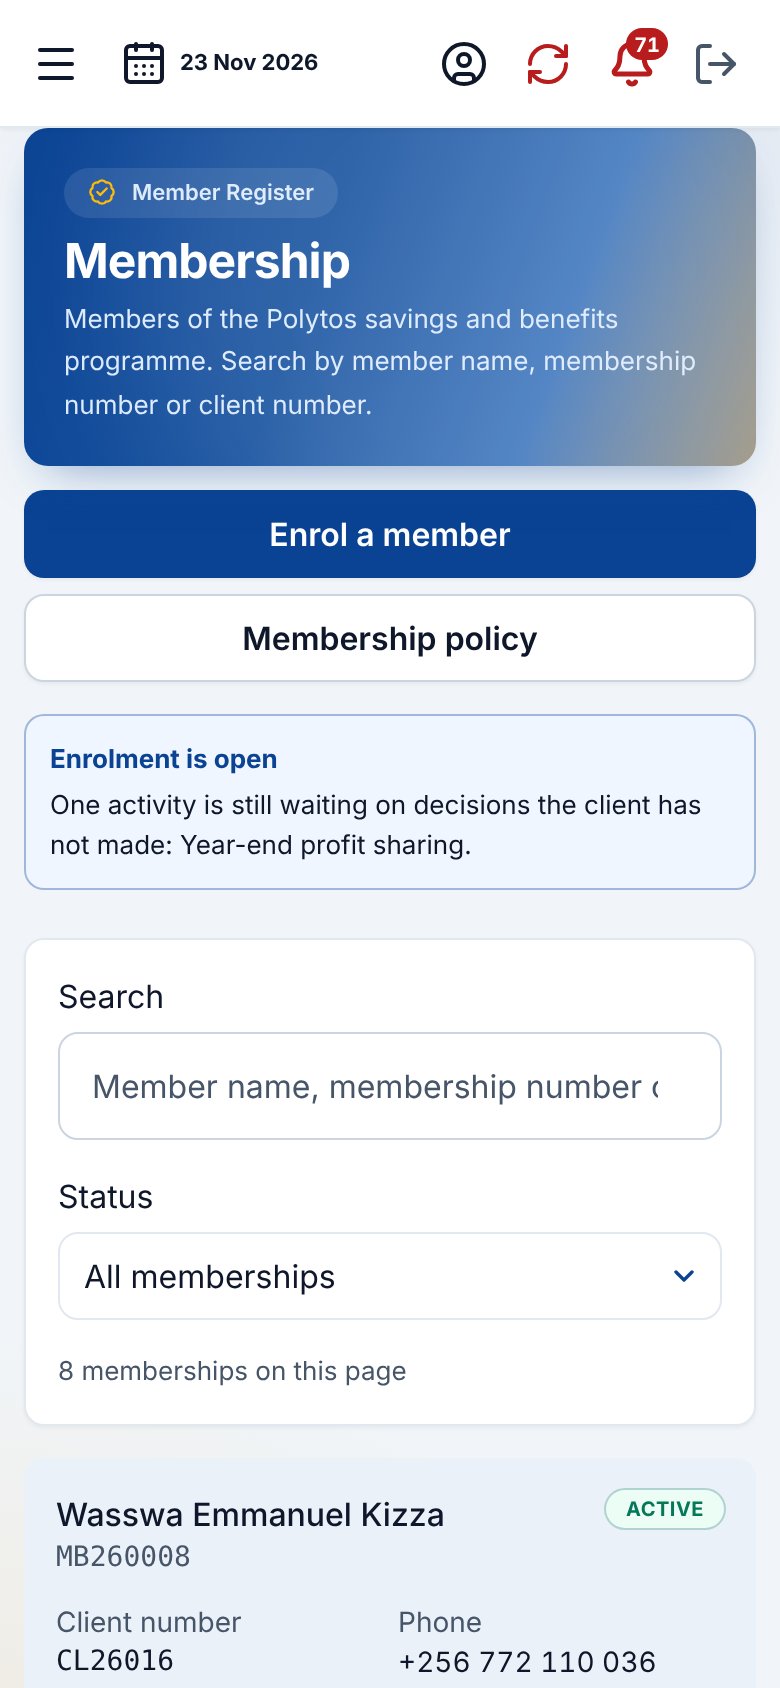 23 Nov 2026
71
Member Register
Membership
Members of the Polytos savings and benefits
programme. Search by member name, membership
number or client number.
Enrol a member
Membership policy
Enrolment is open
One activity is still waiting on decisions the client has
not made: Year-end profit sharing.
Search
Member name, membership number
Status
All memberships
8 memberships on this page
Wasswa Emmanuel Kizza
ACTIVE
MB260008
Client number
Phone
CL26016
+256 772 110 036